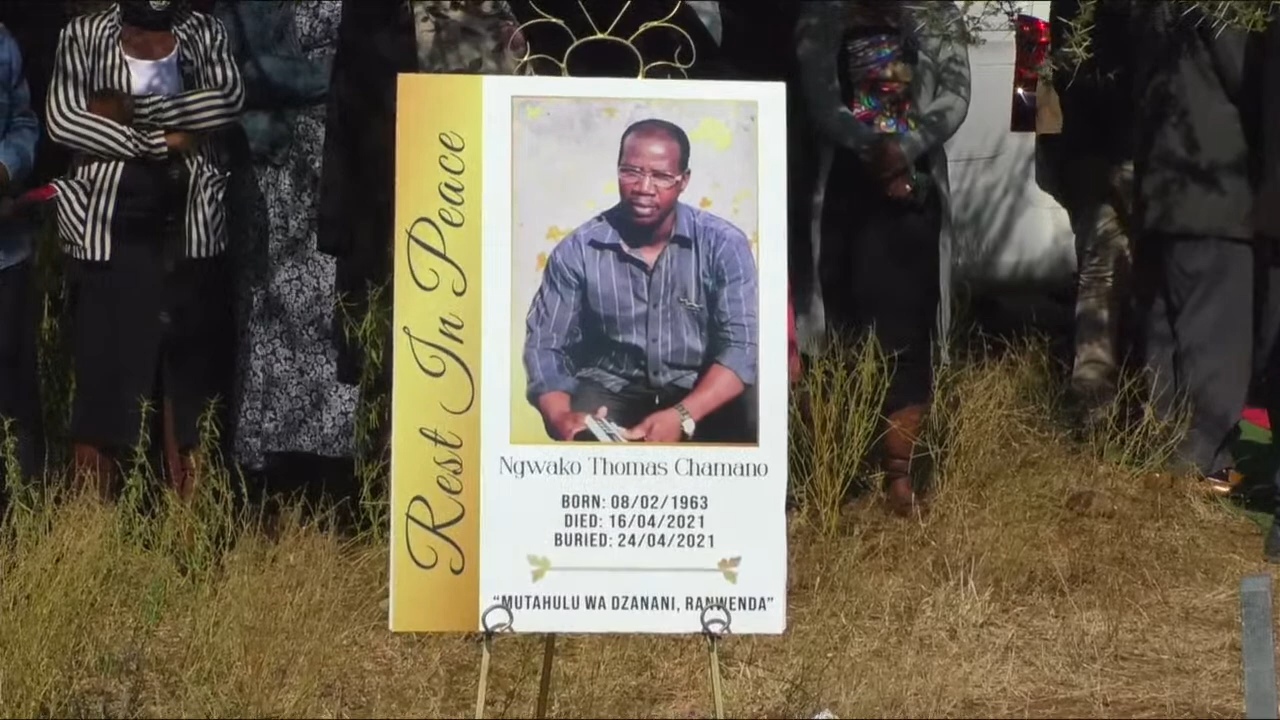 Rest In Peace
Ngwako Thomas Chamano
BORN: 08/02/1963
DIED: 16/04/2021
BURIED: 24/04/2021
“MUTAHULU WA DZANANI, RANWENDA”